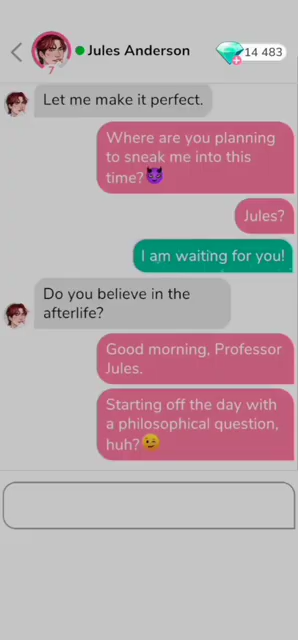 Jules Anderson
14 483
7
Let me make it perfect.
Where are you planning
to sneak me into this
time?😈
Jules?
I am waiting for you!
Do you believe in the
afterlife?
Good morning, Professor
Jules.
Starting off the day with
a philosophical question,
huh?😉